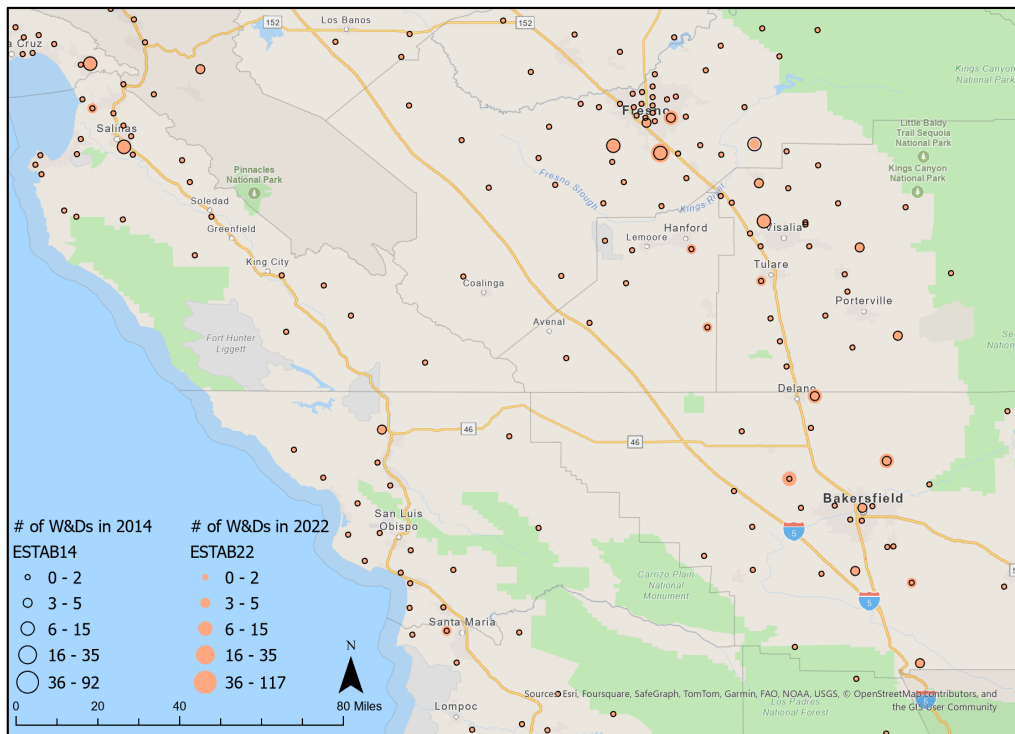 152
Los Banos
152
a Cruz
Kings Canyon
National Park
Fresno
Little Baldy
Trail Sequoia
National Park
Salinas
Kings Canyon
National Park
Pinnacles
National Park
Fresno Slough
Kings River
Soledad
Greenfield
Hanford
Lemoore
Visalia
King City
Tulare
Coalinga
Porterville
Avenal
Fort Hunter
Liggett
Se
Nation
Delano
46
46
Bakersfield
# of W&Ds in 2014
ESTAB14
0 - 2
3 - 5
6 - 15
16 - 35
36 - 92
# of W&Ds in 2022
ESTAB22
0 - 2
3 - 5
6 - 15
16 - 35
36 - 117
San Luis
Obispo
5
5
Carrizo Plain
National
Monument
5
Santa Maria
N
Lompoc
0 20 40 80 Miles
Los Padres
National Forest
5
Sources: Esri, Foursquare, SafeGraph, TomTom, Garmin, FAO, NOAA, USGS, © OpenStreetMap contributors, and
the GIS User Community